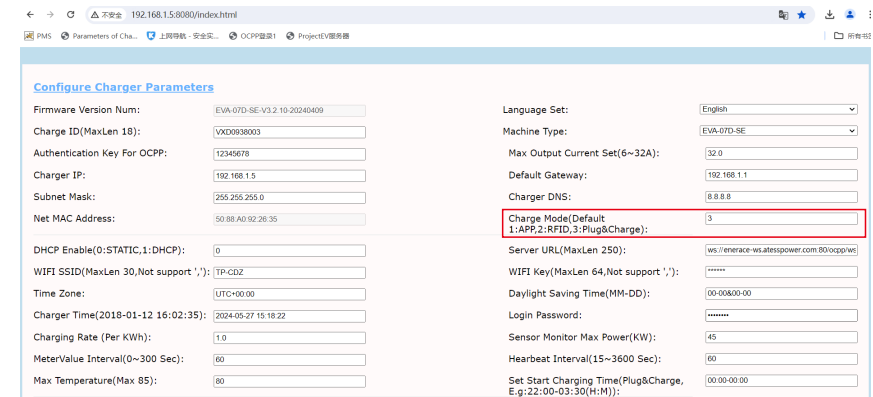 不安全 192.168.1.5:8080/index.html
PMS Parameters of Cha... 上网导航 - 安全实... OCPP登录1 ProjectEV服务器 所有书签
Configure Charger Parameters
Firmware Version Num: EVA-07D-SE-V3.2.10-20240409 Language Set: English
Charge ID(MaxLen 18): VXD0938003 Machine Type: EVA-07D-SE
Authentication Key For OCPP: 12345678 Max Output Current Set(6~32A): 32.0
Charger IP: 192.168.1.5 Default Gateway: 192.168.1.1
Subnet Mask: 255.255.255.0 Charger DNS: 8.8.8.8
Net MAC Address: 50:88:A0:92:26:35 Charge Mode(Default 3
1:APP,2:RFID,3:Plug&Charge):
DHCP Enable(0:STATIC,1:DHCP): 0 Server URL(MaxLen 250): ws://enerace-ws.atesspower.com:80/ocpp/ws
WIFI SSID(MaxLen 30,Not support ','): TP-CDZ WIFI Key(MaxLen 64,Not support ','): ••••••
Time Zone: UTC+00:00 Daylight Saving Time(MM-DD): 00-00&00-00
Charger Time(2018-01-12 16:02:35): 2024-05-27 15:18:22 Login Password: ••••••••
Charging Rate (Per KWh): 1.0 Sensor Monitor Max Power(KW): 45
MeterValue Interval(0~300 Sec): 60 Hearbeat Interval(15~3600 Sec): 60
Max Temperature(Max 85): 80 Set Start Charging Time(Plug&Charge, 00:00-00:00
E.g:22:00-03:30(H:M)):